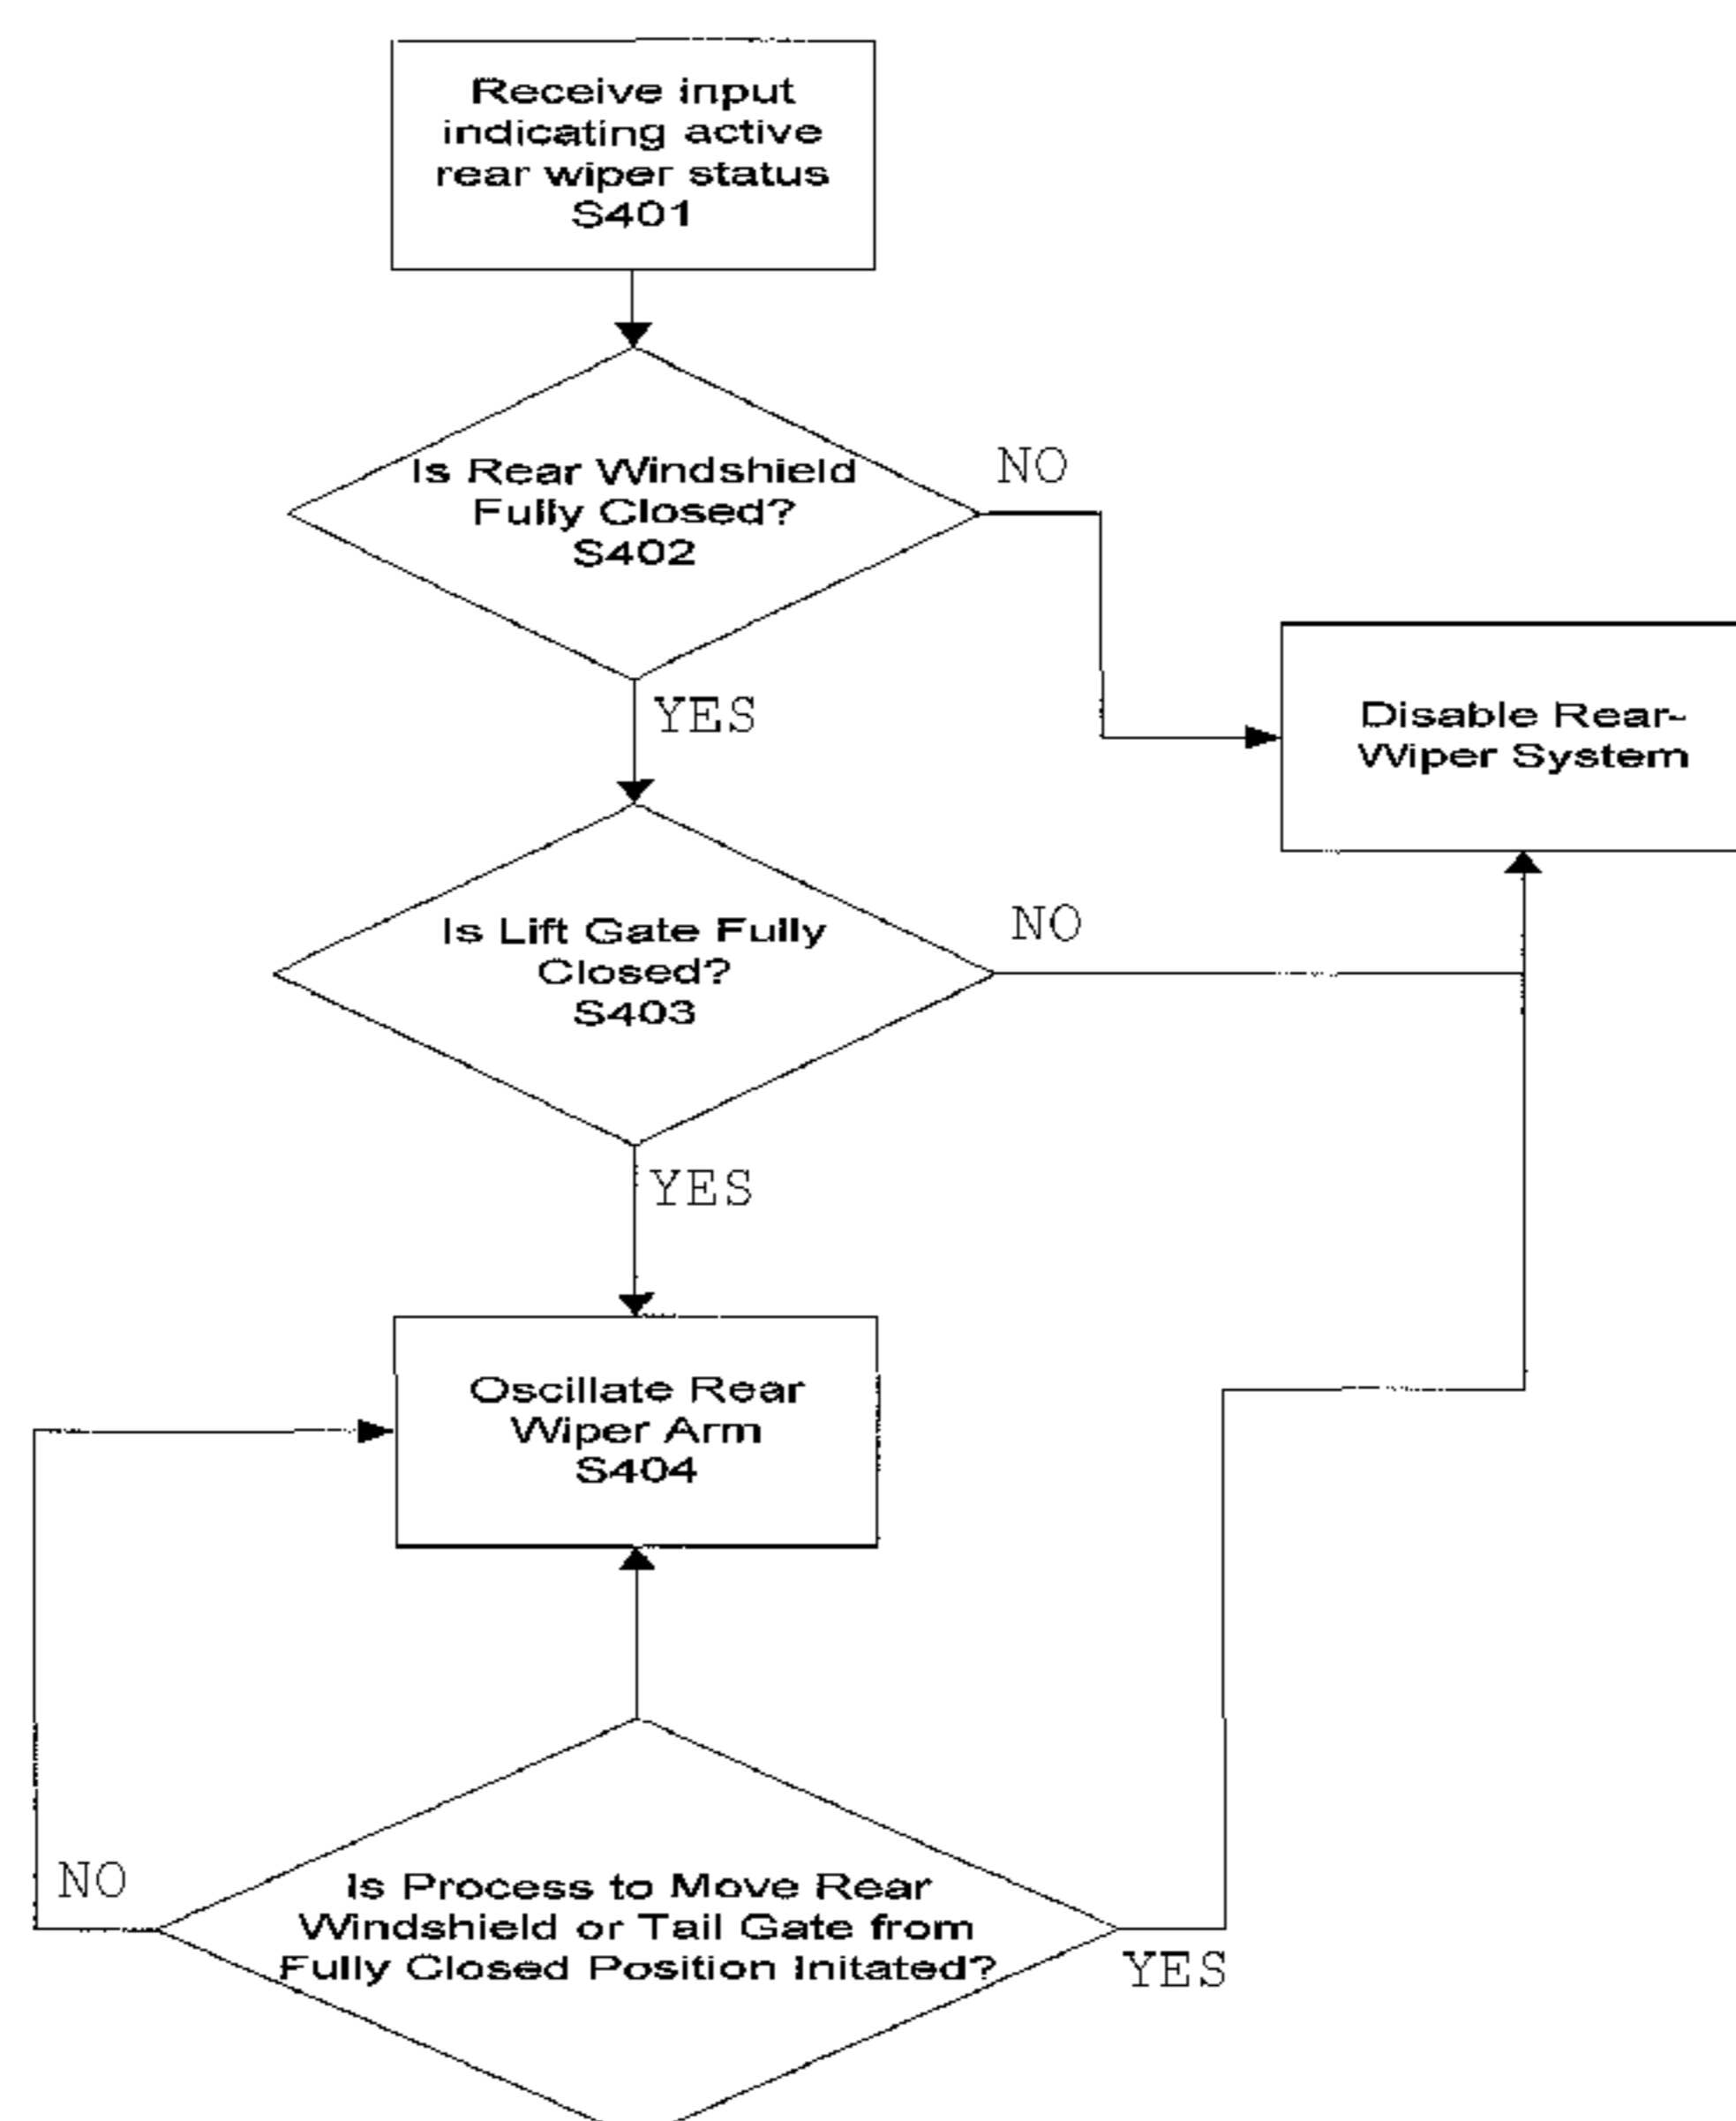 Receive input
indicating active
rear wiper status
S401
Is Rear Windshield
Fully Closed?
S402
NO
YES
Disable Rear-
Wiper System
Is Lift Gate Fully
Closed?
S403
NO
YES
Oscillate Rear
Wiper Arm
S404
NO
Is Process to Move Rear
Windshield or Tail Gate from
Fully Closed Position Initated?
YES